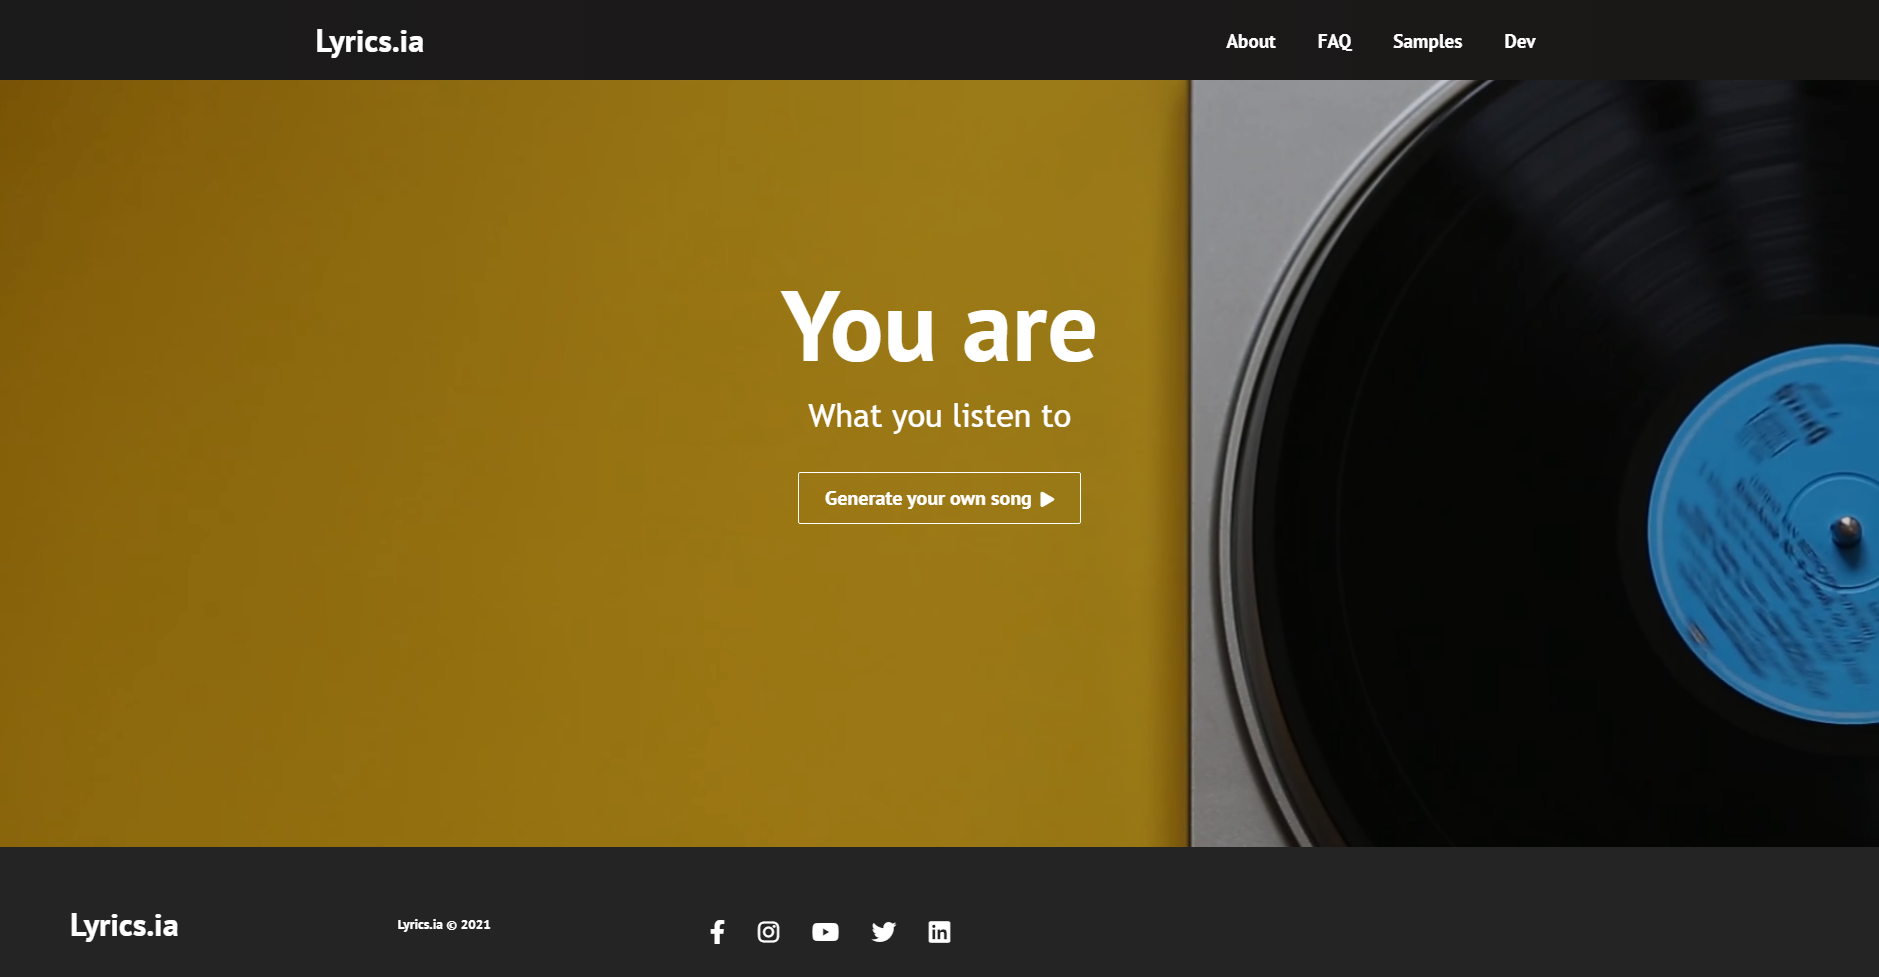 Lyrics.ia
About FAQ Samples Dev
You are
What you listen to
Generate your own song
Lyrics.ia
Lyrics.ia © 2021